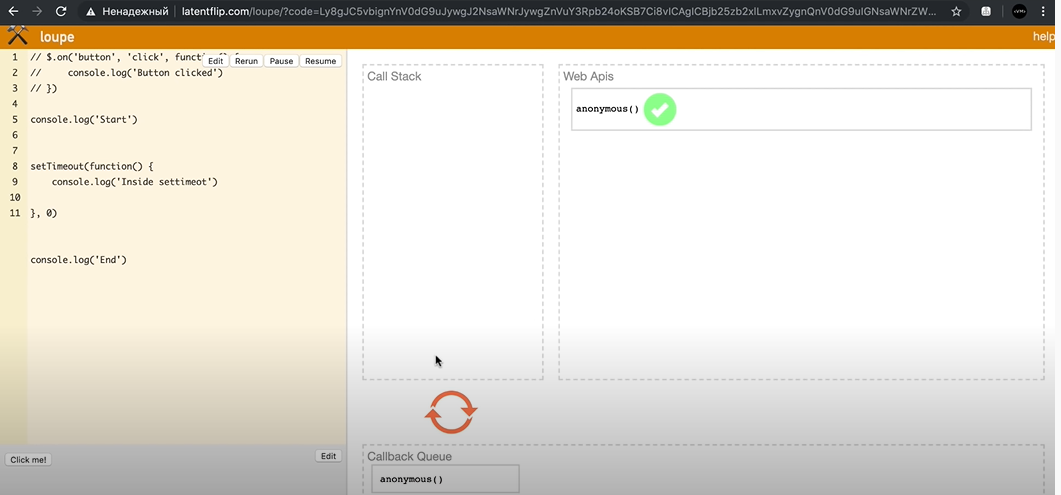 Ненадежный latentflip.com/loupe/?code=Ly8gJC5vbignYnV0dG9uJywgJ2NsaWNrJywgZnVuY3Rpb24oKSB7Ci8vICAgICBjb25zb2xlLmxvZygnQnV0dG9uIGNsaWNrZW...
loupe
help
1 // $.on('button', 'click', funct
Edit Rerun Pause Resume
2 //     console.log('Button clicked')
3 // })
4
5 console.log('Start')
6
7
8 setTimeout(function() {
9     console.log('Inside settimeot')
10
11 }, 0)
console.log('End')
Call Stack
Web Apis
anonymous()
Click me!
Edit
Callback Queue
anonymous()